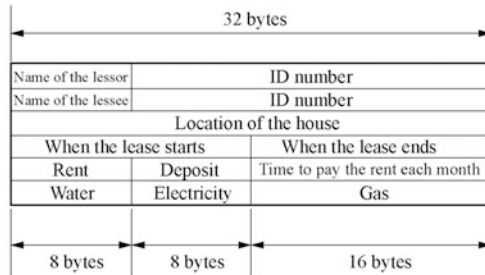 32 bytes
Name of the lessor ID number
Name of the lessee ID number
Location of the house
When the lease starts When the lease ends
Rent Deposit Time to pay the rent each month
Water Electricity Gas
8 bytes 8 bytes 16 bytes